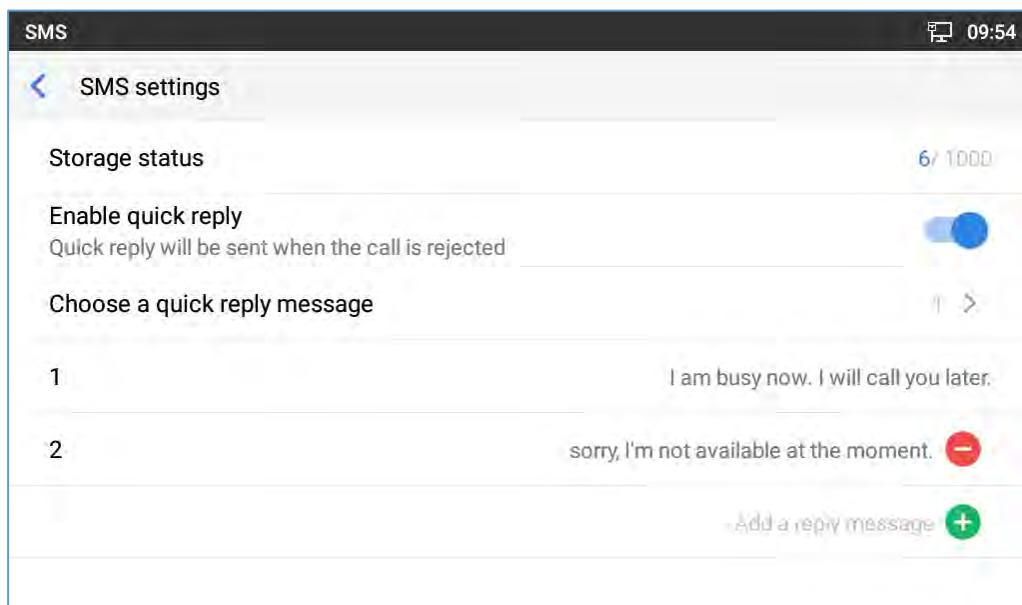 SMS 09:54
SMS settings
Storage status 6/ 1000
Enable quick reply
Quick reply will be sent when the call is rejected
Choose a quick reply message 1
1 I am busy now. I will call you later.
2 sorry, I'm not available at the moment.
Add a reply message